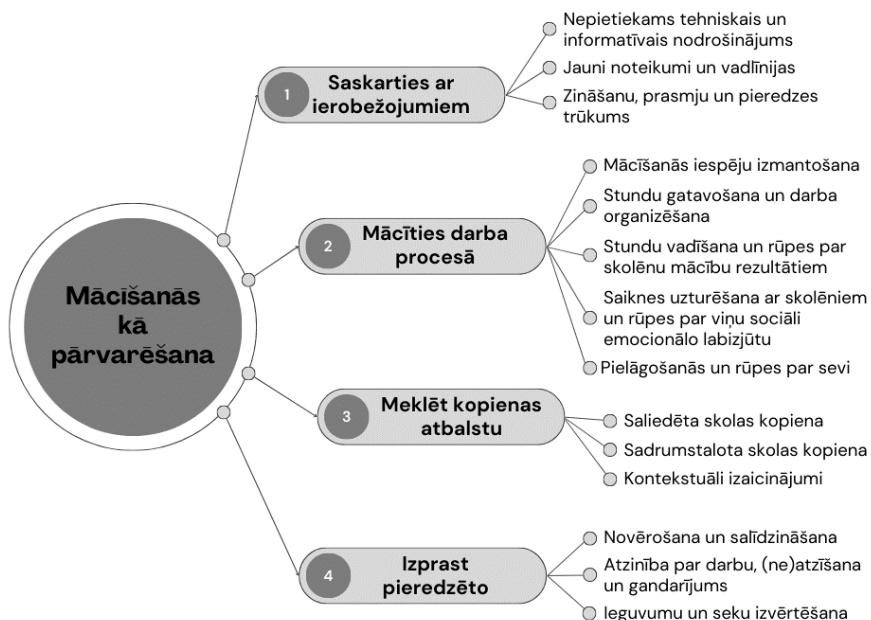 Mācīšanās
kā
pārvarēšana
1
Saskarties ar
ierobežojumiem
Nepietiekams tehniskais un
informatīvais nodrošinājums
Jauni noteikumi un vadlīnijas
Zināšanu, prasmju un pieredzes
trūkums
2
Mācīties darba
procesā
Mācīšanās iespēju izmantošana
Stundu gatavošana un darba
organizēšana
Stundu vadīšana un rūpes par
skolēnu mācību rezultātiem
Saiknes uzturēšana ar skolēniem
un rūpes par viņu sociāli
emocionālo labizjūtu
Pielāgošanās un rūpes par sevi
3
Meklēt kopienas
atbalstu
Saliedēta skolas kopiena
Sadrumstalota skolas kopiena
Kontekstuāli izaicinājumi
4
Izprast
pieredzēto
Novērošana un salīdzināšana
Atzinība par darbu, (ne)atzīšana
un gandarījums
Ieguvumu un seku izvērtēšana